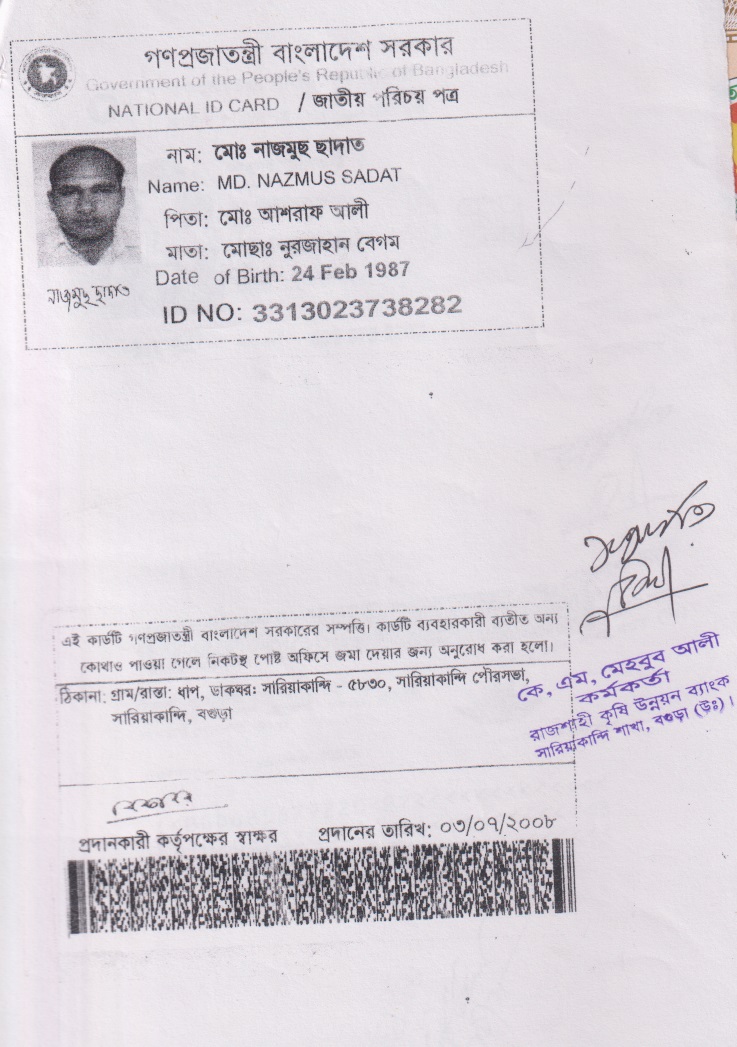 গণপ্রজাতন্ত্রী বাংলাদেশ সরকার
Government of the People's Republic of Bangladesh
NATIONAL ID CARD / জাতীয় পরিচয় পত্র
নাম: মোঃ নাজমুছ ছাদাত
Name: MD. NAZMUS SADAT
পিতা: মোঃ আশরাফ আলী
মাতা: মোছাঃ নুরজাহান বেগম
Date of Birth: 24 Feb 1987
নাজমুছ ছাদাত
ID NO: 3313023738282
এই কার্ডটি গণপ্রজাতন্ত্রী বাংলাদেশ সরকারের সম্পত্তি। কার্ডটি ব্যবহারকারী ব্যতীত অন্য
কোথাও পাওয়া গেলে নিকটস্থ পোষ্ট অফিসে জমা দেয়ার জন্য অনুরোধ করা হলো।
ঠিকানা: গ্রাম/রাস্তা: ধাপ, ডাকঘর: সারিয়াকান্দি - ৫৮৩০, সারিয়াকান্দি পৌরসভা,
সারিয়াকান্দি, বগুড়া
কে, এম, মেহবুব আলী
কর্মকর্তা
রাজশাহী কৃষি উন্নয়ন ব্যাংক
সারিয়াকান্দি শাখা, বগুড়া (উঃ)।
প্রদানকারী কর্তৃপক্ষের স্বাক্ষর প্রদানের তারিখ: ০৩/০৭/২০০৮